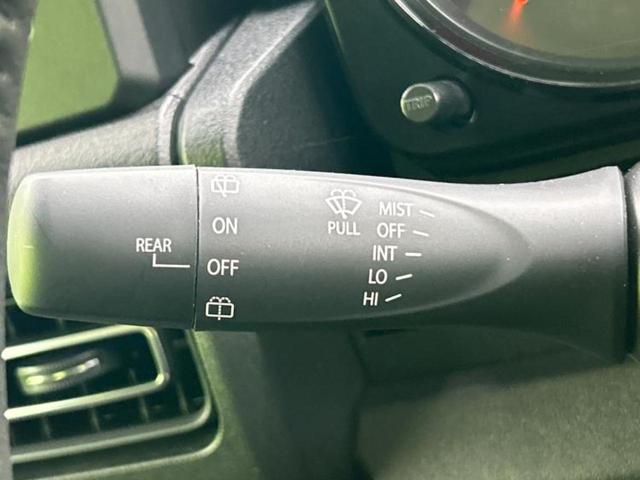 TRIP
REAR
ON
OFF
PULL
MIST
OFF
INT
LO
HI